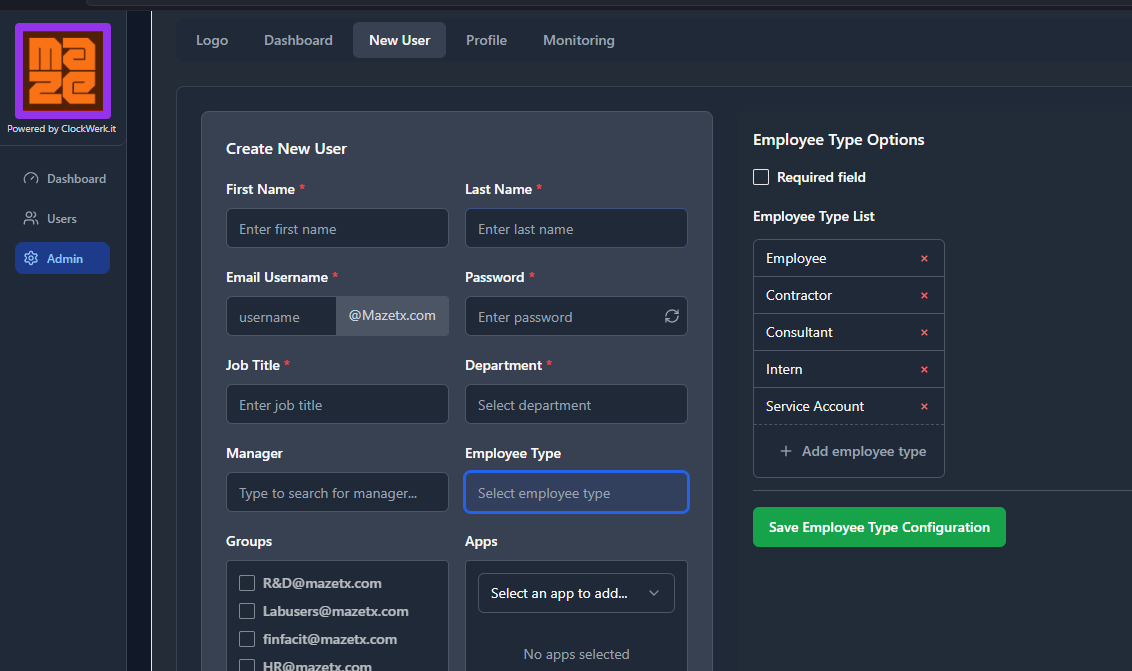 MAZE
Powered by ClockWerk.it
Dashboard
Users
Admin
Logo Dashboard New User Profile Monitoring
Create New User
First Name * Last Name *
Enter first name Enter last name
Email Username * Password *
username @Mazetx.com Enter password
Job Title * Department *
Enter job title Select department
Manager Employee Type
Type to search for manager... Select employee type
Groups Apps
R&D@mazetx.com
Labusers@mazetx.com
finfacit@mazetx.com
HR@mazetx.com
Select an app to add...
No apps selected
Employee Type Options
Required field
Employee Type List
Employee ×
Contractor ×
Consultant ×
Intern ×
Service Account ×
+ Add employee type
Save Employee Type Configuration